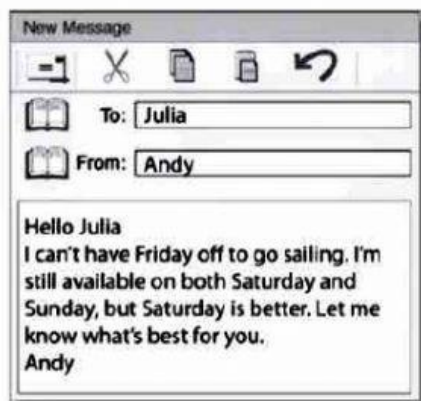 New Message
To: Julia
From: Andy
Hello Julia
I can't have Friday off to go sailing. I'm
still available on both Saturday and
Sunday, but Saturday is better. Let me
know what's best for you.
Andy